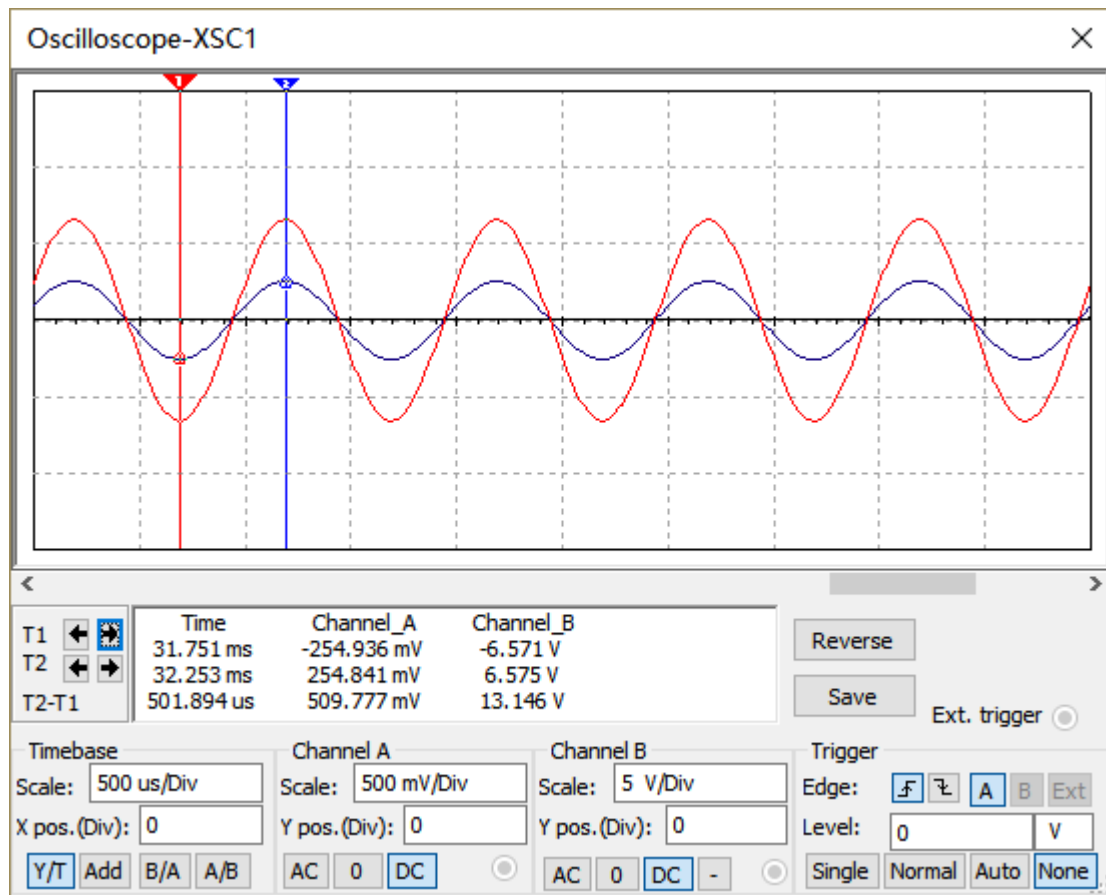 Oscilloscope-XSC1
1 2
Time Channel_A Channel_B
T1 31.751 ms -254.936 mV -6.571 V
T2 32.253 ms 254.841 mV 6.575 V
T2-T1 501.894 us 509.777 mV 13.146 V
Reverse
Save
Ext. trigger
Timebase
Scale: 500 us/Div
X pos.(Div): 0
Y/T Add B/A A/B
Channel A
Scale: 500 mV/Div
Y pos.(Div): 0
AC 0 DC
Channel B
Scale: 5 V/Div
Y pos.(Div): 0
AC 0 DC -
Trigger
Edge: A B Ext
Level: 0 V
Single Normal Auto None